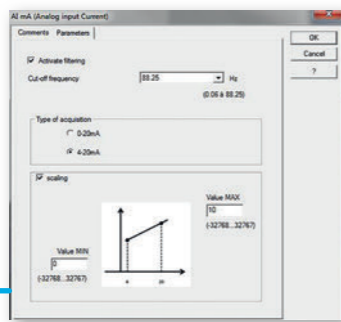 AI mA (Analog input Current)
Comments Parameters
Activate filtering
Cut-off frequency 88.25 Hz
(0.06 à 88.25)
Type of acquisition
0-20mA
4-20mA
scaling
Value MAX
10
(-32768...32767)
Value MIN
0
(-32768...32767)
4 20
OK
Cancel
?